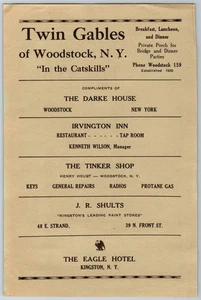 Twin Gables
of Woodstock, N. Y.
"In the Catskills"
Breakfast, Luncheon,
and Dinner
Private Porch for
Bridge and Dinner
Parties
Phone Woodstock 159
Established 1920
COMPLIMENTS OF
THE DARKE HOUSE
WOODSTOCK NEW YORK
IRVINGTON INN
RESTAURANT - - - - - TAP ROOM
KENNETH WILSON, Manager
THE TINKER SHOP
HENRY HOUST — WOODSTOCK, N. Y.
KEYS GENERAL REPAIRS RADIOS PROTANE GAS
J. R. SHULTS
"KINGSTON'S LEADING PAINT STORES"
48 E. STRAND. 39 N. FRONT ST.
THE EAGLE HOTEL
KINGSTON, N. Y.